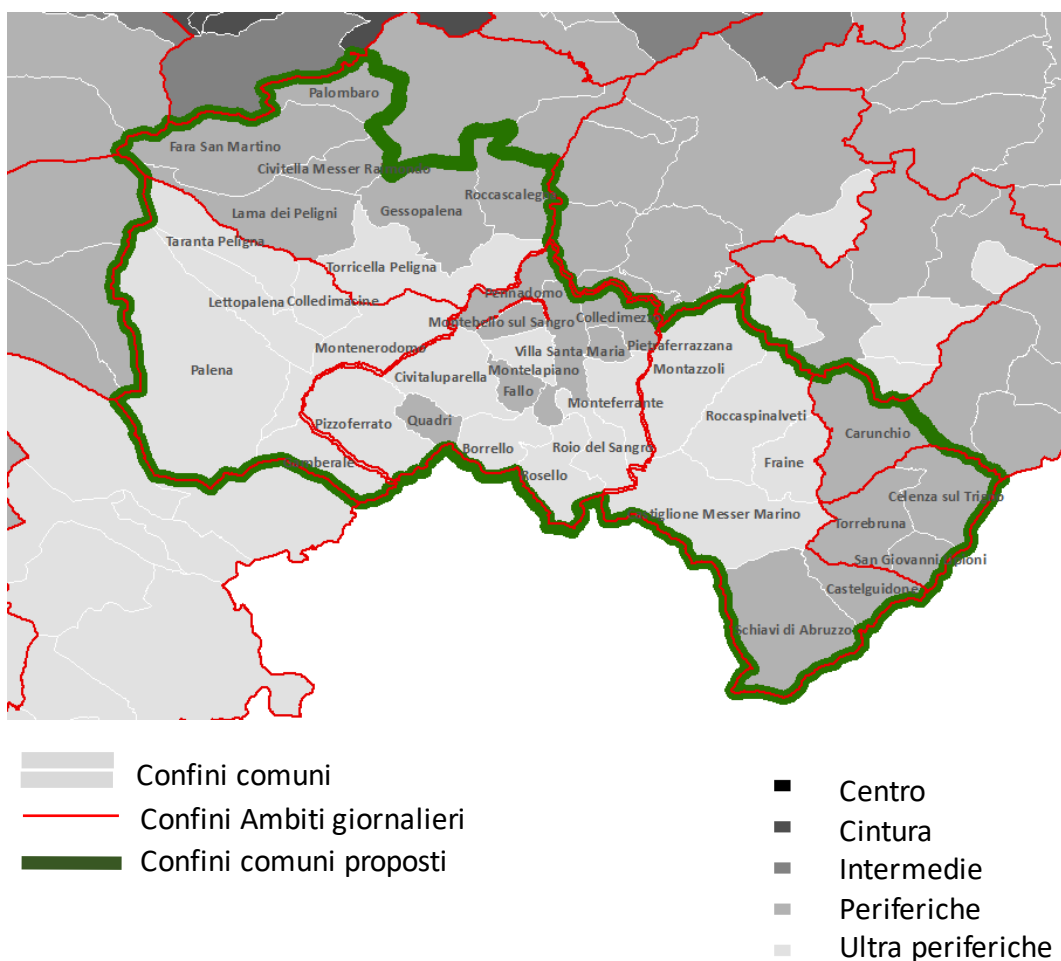 Palombaro
Fara San Martino
Civitella Messer Raimondo
Roccascalegna
Lama dei Peligni
Gessopalena
Taranta Peligna
Torricella Peligna
Lettopalena
Colledimacine
Pennadomo
Montebello sul Sangro
Colledimezzo
Montenerodomo
Villa Santa Maria
Pietraferrazzana
Palena
Civitaluparella
Montelapiano
Montazzoli
Fallo
Monteferrante
Roccaspinalveti
Pizzoferrato
Quadri
Carunchio
Borrello
Roio del Sangro
Gamberale
Fraine
Rosello
Celenza sul Trigno
Castiglione Messer Marino
Torrebruna
San Giovanni Lipioni
Castelguidone
Schiavi di Abruzzo
Confini comuni
Confini Ambiti giornalieri
Confini comuni proposti
Centro
Cintura
Intermedie
Periferiche
Ultra periferiche